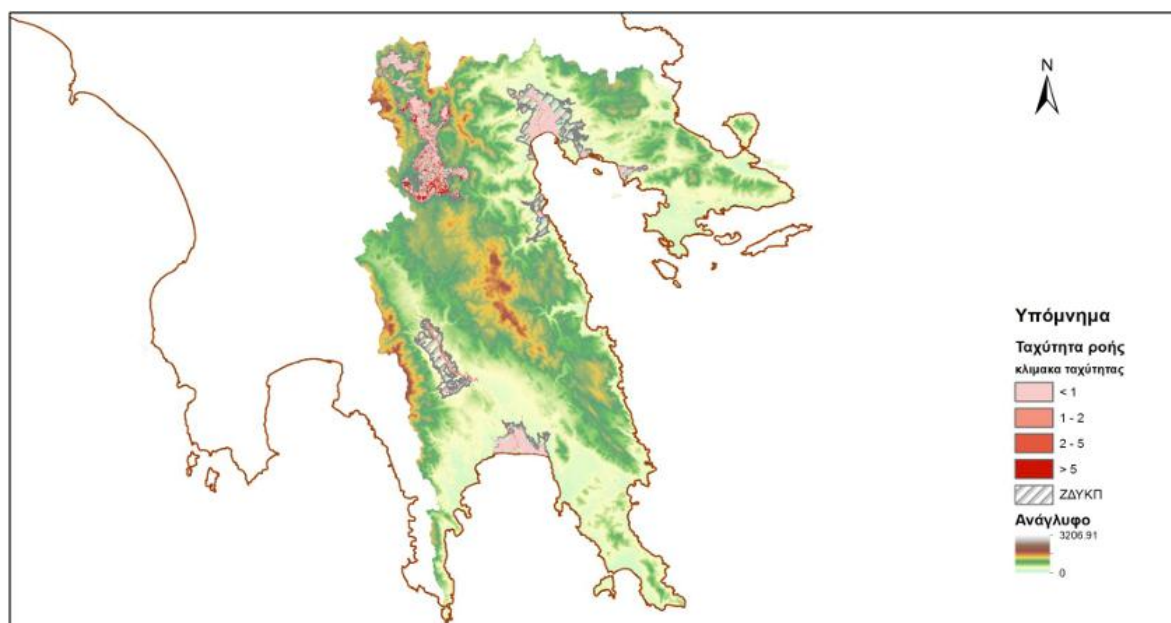 N
Υπόμνημα
Ταχύτητα ροής
κλιμακα ταχύτητας
< 1
1 - 2
2 - 5
> 5
ΖΔΥΚΠ
Ανάγλυφο
3206.91
0